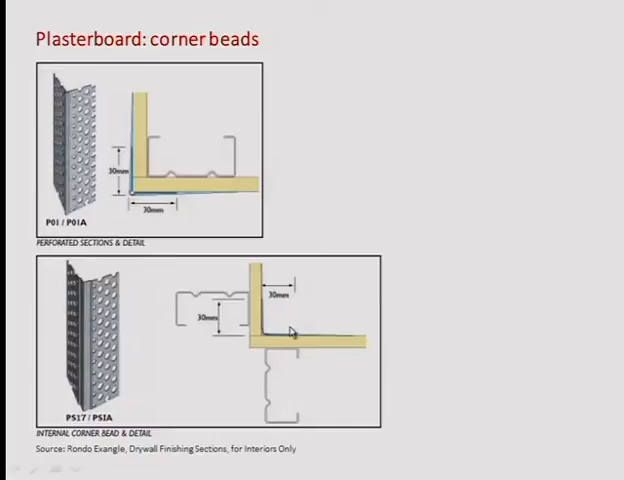 Plasterboard: corner beads
30mm
30mm
P01 / P01A
PERFORATED SECTIONS & DETAIL
30mm
30mm
PS17 / PSIA
INTERNAL CORNER BEAD & DETAIL
Source: Rondo Exangle, Drywall Finishing Sections, for Interiors Only